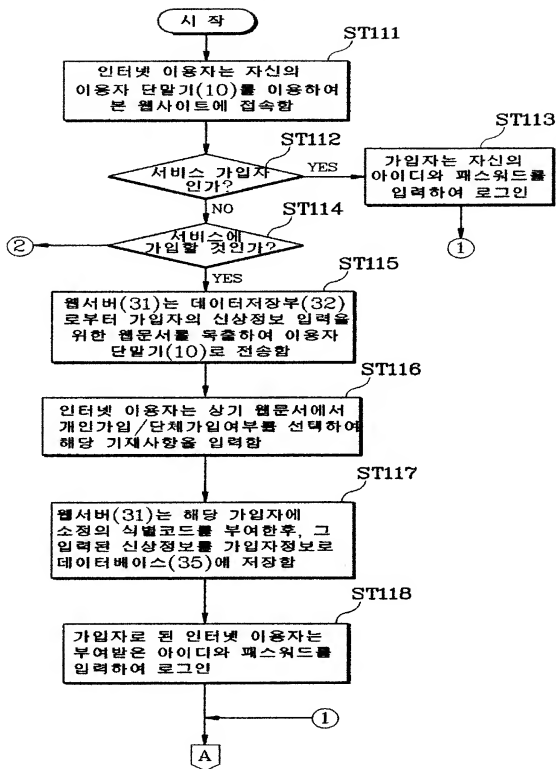 시 작
ST111
인터넷 이용자는 자신의
이용자 단말기(10)를 이용하여
본 웹사이트에 접속함
ST112
서비스 가입자
인가?
YES
NO
ST113
가입자는 자신의
아이디와 패스워드를
입력하여 로그인
1
ST114
서비스에
가입할 것인가?
2
YES
ST115
웹서버(31)는 데이터저장부(32)
로부터 가입자의 신상정보 입력을
위한 웹문서를 독출하여 이용자
단말기(10)로 전송함
ST116
인터넷 이용자는 상기 웹문서에서
개인가입/단체가입여부를 선택하여
해당 기재사항을 입력함
ST117
웹서버(31)는 해당 가입자에
소정의 식별코드를 부여한후, 그
입력된 신상정보를 가입자정보로
데이터베이스(35)에 저장함
ST118
가입자로 된 인터넷 이용자는
부여받은 아이디와 패스워드를
입력하여 로그인
1
A